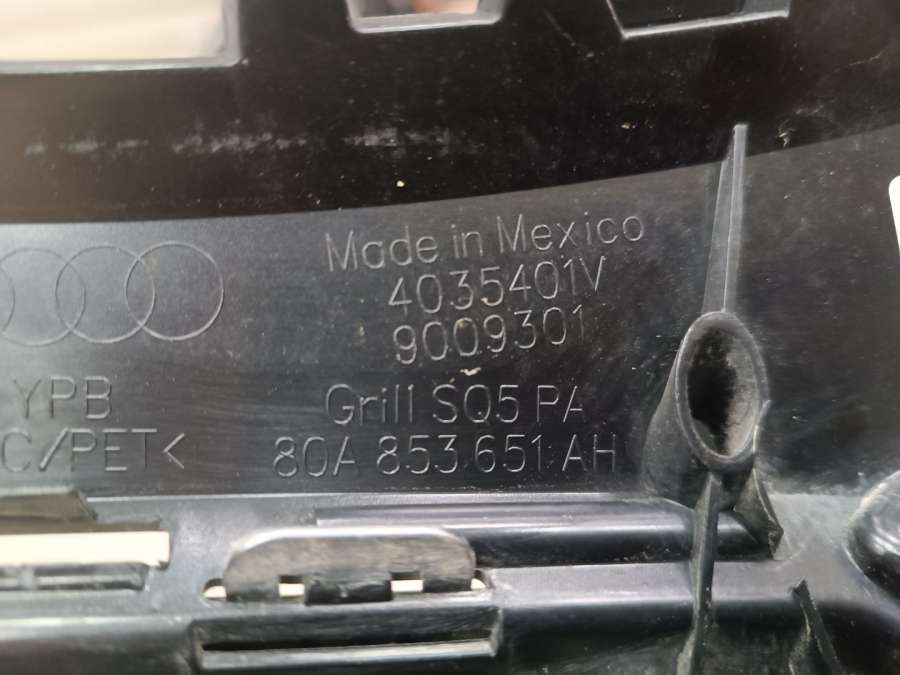 Made in Mexico
4035401V
9009301
YPB
Grill SQ5 PA
C/PET<
80A 853 651 AH